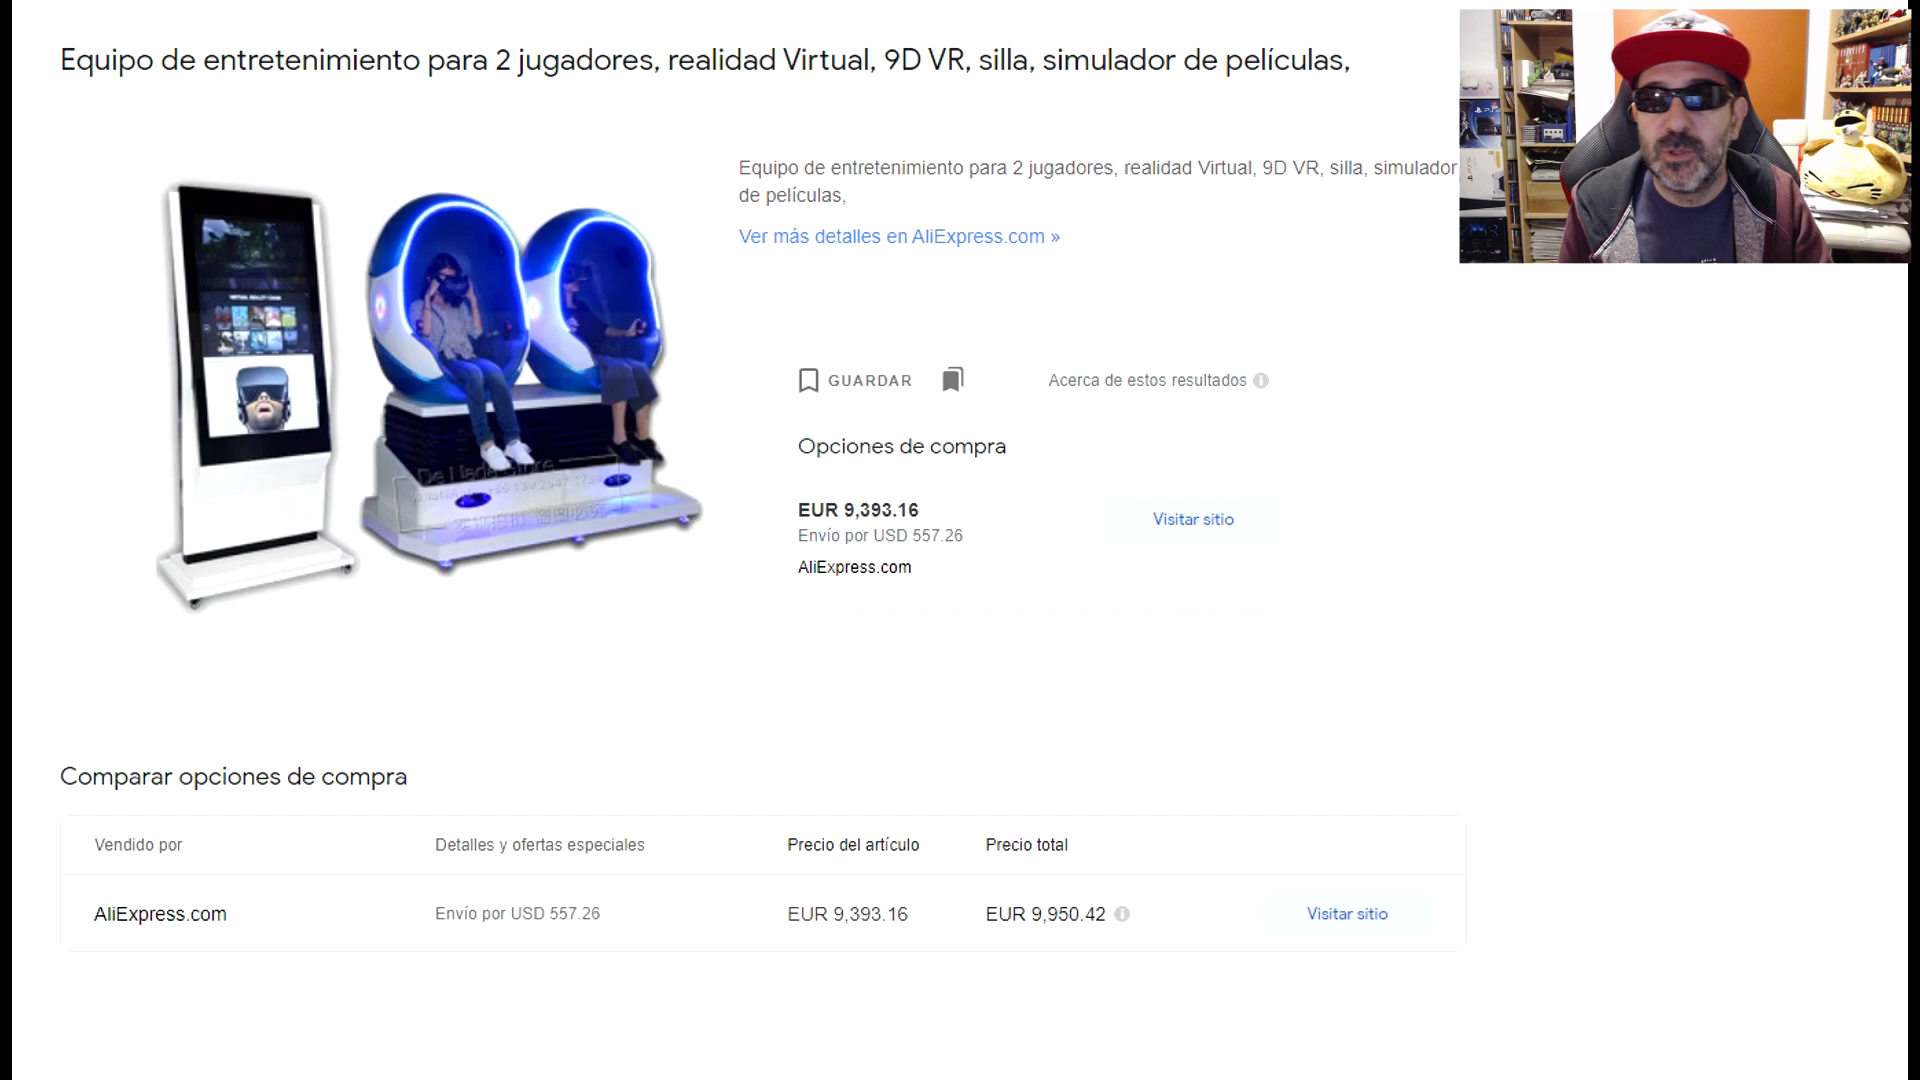 Equipo de entretenimiento para 2 jugadores, realidad Virtual, 9D VR, silla, simulador de películas,
Equipo de entretenimiento para 2 jugadores, realidad Virtual, 9D VR, silla, simulador
de películas,
Ver más detalles en AliExpress.com »
GUARDAR
Acerca de estos resultados
Opciones de compra
EUR 9,393.16
Visitar sitio
Envío por USD 557.26
AliExpress.com
Comparar opciones de compra
Vendido por
Detalles y ofertas especiales
Precio del artículo
Precio total
AliExpress.com
Envío por USD 557.26
EUR 9,393.16
EUR 9,950.42
Visitar sitio